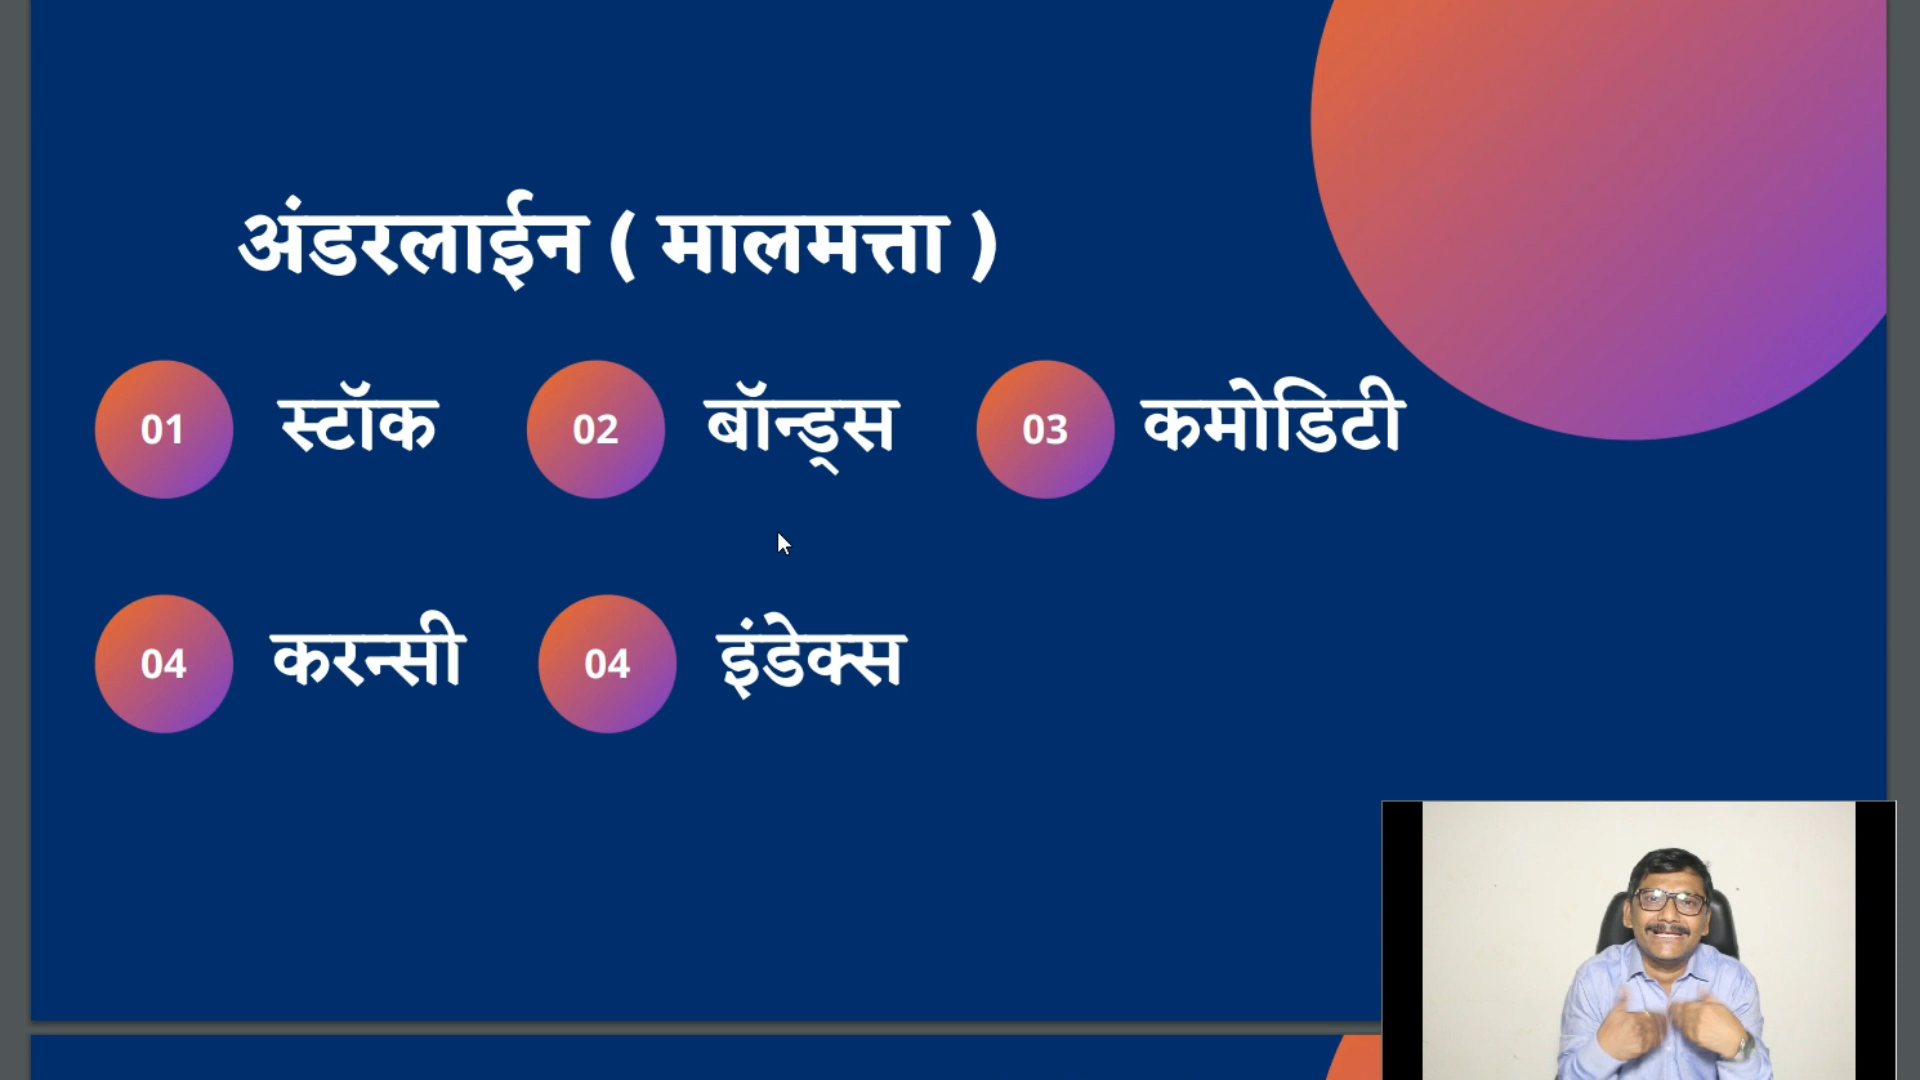 अंडरलाईन ( मालमत्ता )
01 स्टॉक 02 बॉन्ड्स 03 कमोडिटी
04 करन्सी 04 इंडेक्स